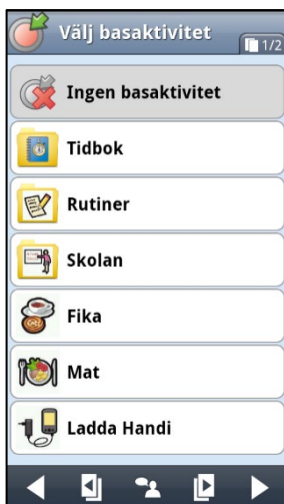 Välj basaktivitet
1/2
Ingen basaktivitet
Tidbok
Rutiner
Skolan
Fika
Mat
Ladda Handi